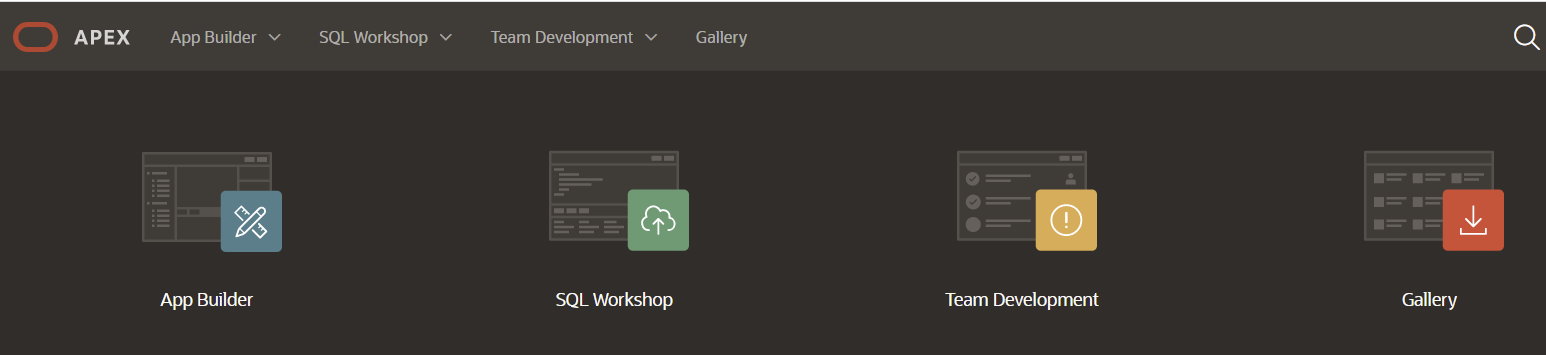 APEX App Builder SQL Workshop Team Development Gallery
App Builder SQL Workshop Team Development Gallery